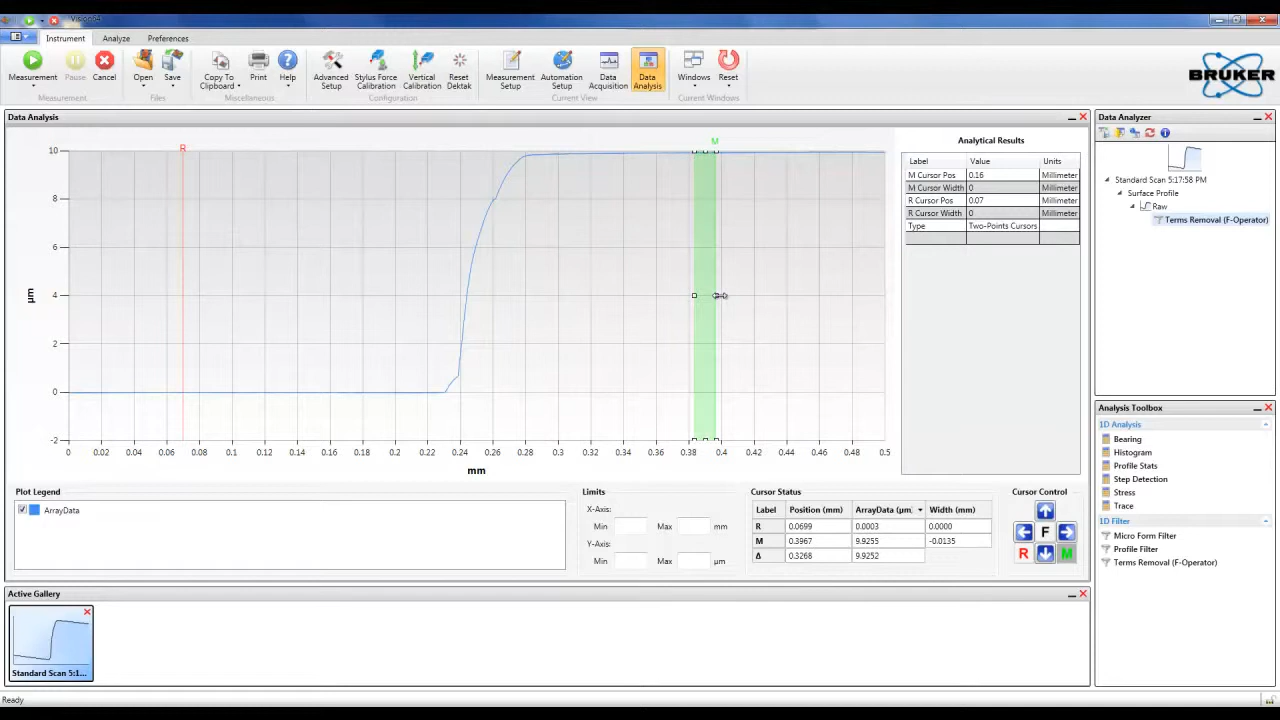 Vision64
Instrument Analyze Preferences
Measurement Pause Cancel Open Save Copy To Clipboard Print Help Advanced Setup Stylus Force Calibration Vertical Calibration Reset Dektak Measurement Setup Automation Setup Data Acquisition Data Analysis Windows Reset
Measurement Files Miscellaneous Configuration Current View Current Windows
BRUKER
Data Analysis
R
M
10
8
6
4
2
0
-2
µm
0 0.02 0.04 0.06 0.08 0.1 0.12 0.14 0.16 0.18 0.2 0.22 0.24 0.26 0.28 0.3 0.32 0.34 0.36 0.38 0.4 0.42 0.44 0.46 0.48 0.5
mm
Analytical Results
Label Value Units
M Cursor Pos 0.16 Millimeter
M Cursor Width 0 Millimeter
R Cursor Pos 0.07 Millimeter
R Cursor Width 0 Millimeter
Type Two-Points Cursors
Plot Legend
ArrayData
Limits
X-Axis:
Min Max mm
Y-Axis:
Min Max µm
Cursor Status
Label Position (mm) ArrayData (µm) Width (mm)
R 0.0699 0.0003 0.0000
M 0.3967 9.9255 -0.0135
Δ 0.3268 9.9252
Cursor Control
F
R M
Active Gallery
Standard Scan 5:1...
Data Analyzer
Standard Scan 5:17:58 PM
Surface Profile
Raw
Terms Removal (F-Operator)
Analysis Toolbox
1D Analysis
Bearing
Histogram
Profile Stats
Step Detection
Stress
Trace
1D Filter
Micro Form Filter
Profile Filter
Terms Removal (F-Operator)
Ready